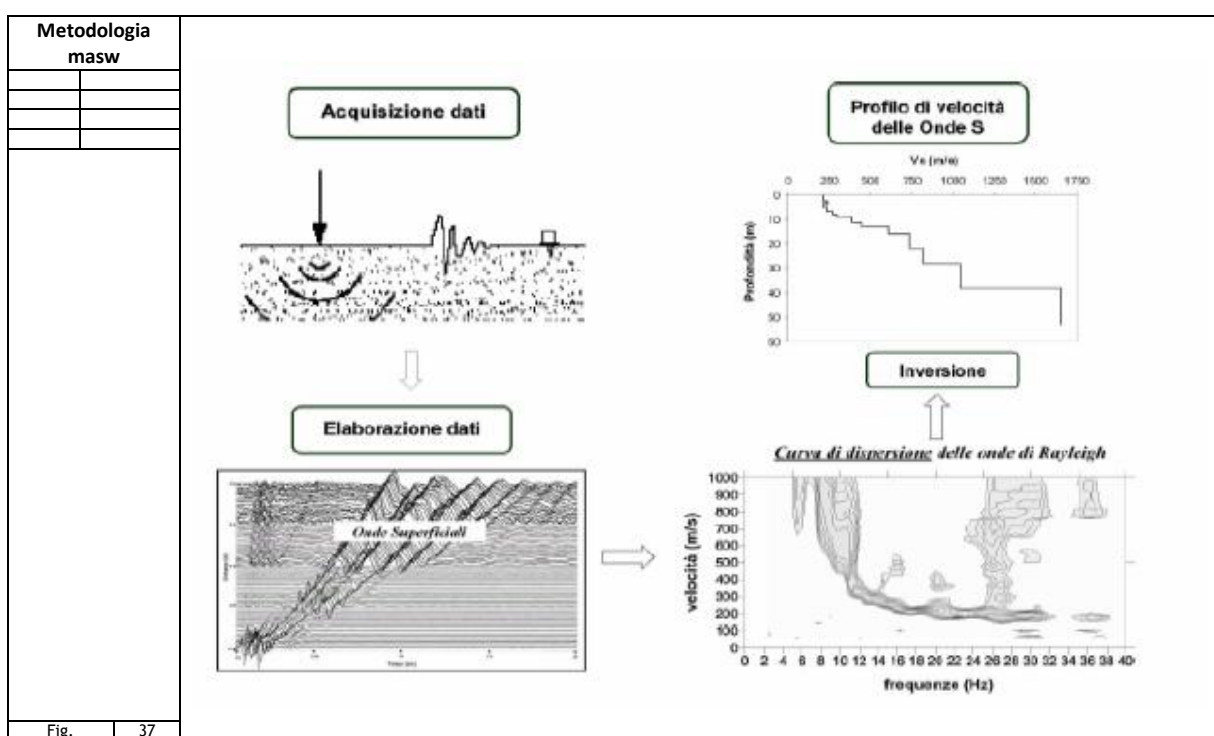 Metodologia
masw
Acquisizione dati
Elaborazione dati
Onde Superficiali
Profilo di velocità
delle Onde S
Vs (m/s)
0 250 500 750 1000 1250 1500 1750
Profondità (m)
0
10
20
30
40
50
60
Inversione
Curva di dispersione delle onde di Rayleigh
velocità (m/s)
1000
900
800
700
600
500
400
300
200
100
0
0 2 4 6 8 10 12 14 16 18 20 22 24 26 28 30 32 34 36 38 40
frequenze (Hz)
Fig. 37